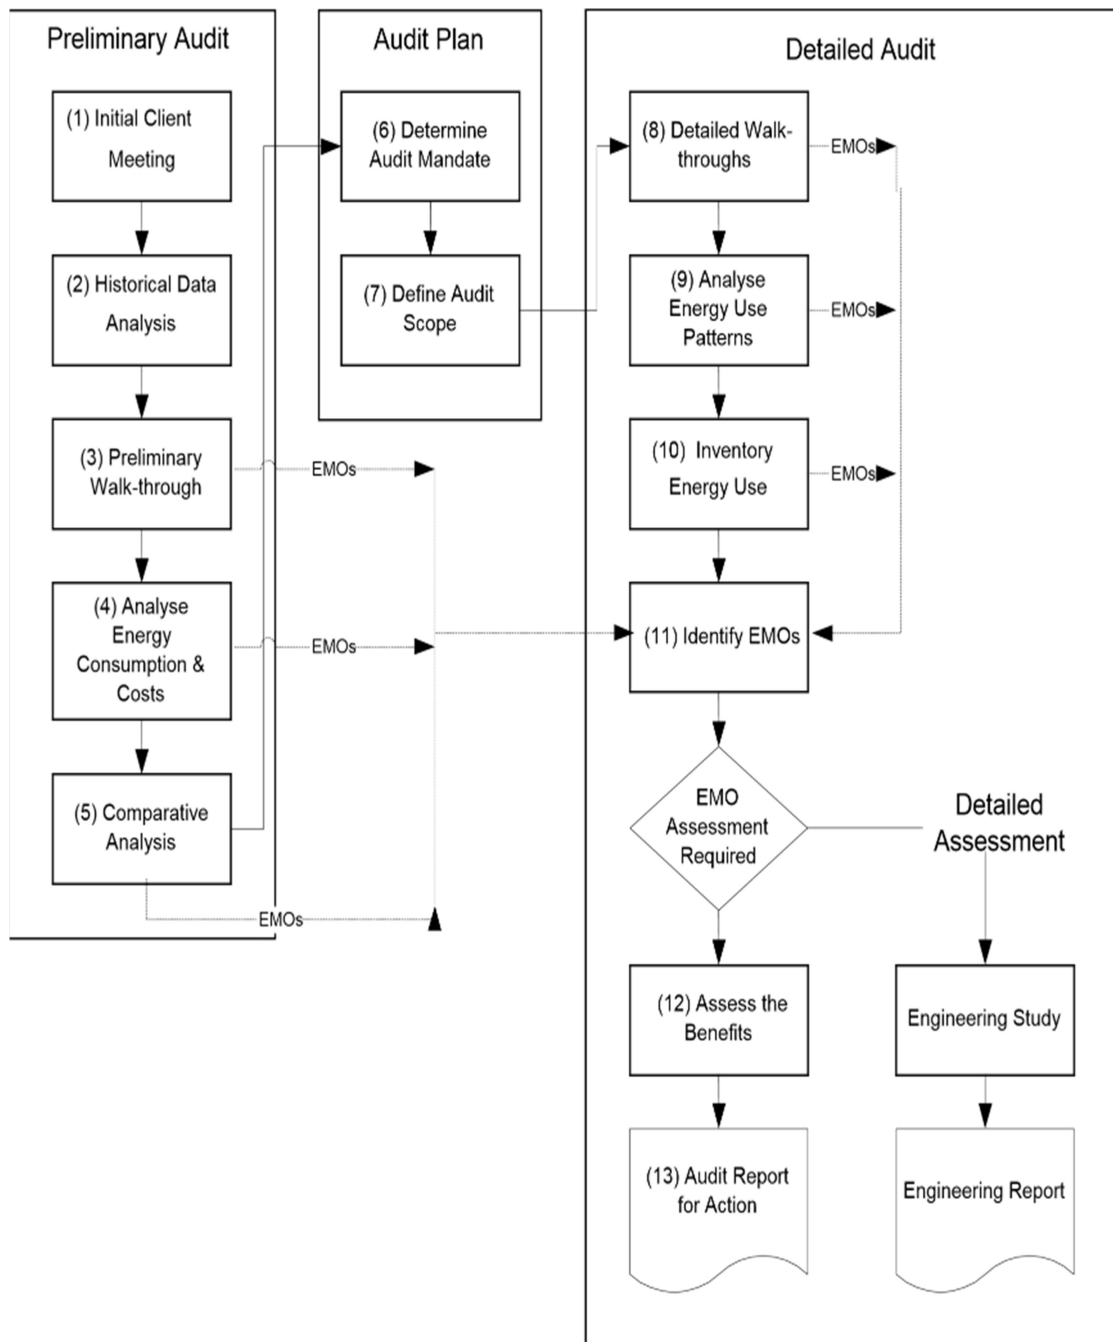 Preliminary Audit
(1) Initial Client
Meeting
(2) Historical Data
Analysis
(3) Preliminary
Walk-through
EMOs
(4) Analyse
Energy
Consumption &
Costs
EMOs
(5) Comparative
Analysis
EMOs
Audit Plan
(6) Determine
Audit Mandate
(7) Define Audit
Scope
Detailed Audit
(8) Detailed Walk-
throughs
EMOs
(9) Analyse
Energy Use
Patterns
EMOs
(10) Inventory
Energy Use
EMOs
(11) Identify EMOs
EMO
Assessment
Required
Detailed
Assessment
(12) Assess the
Benefits
Engineering Study
(13) Audit Report
for Action
Engineering Report